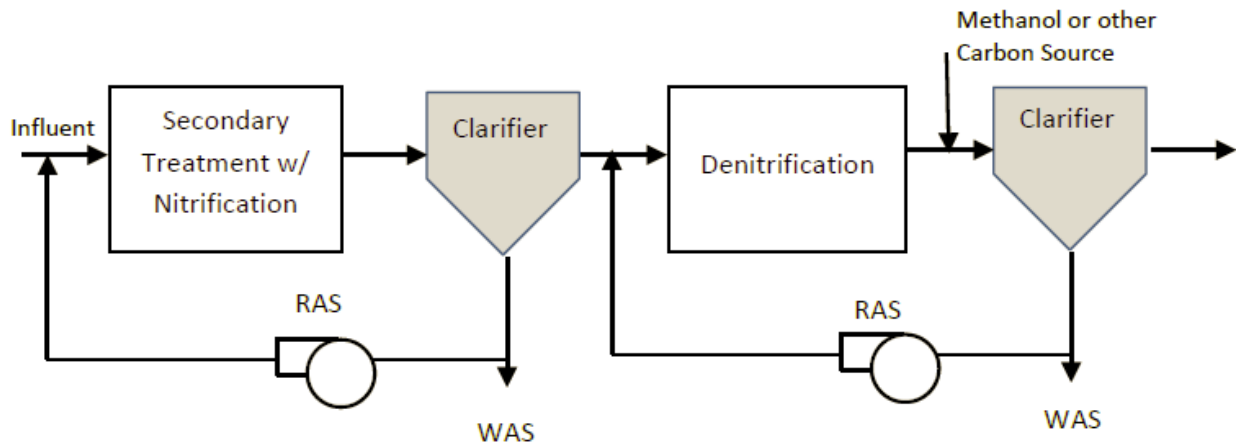 Methanol or other
Carbon Source
Influent
Secondary
Treatment w/
Nitrification
Clarifier
Denitrification
Clarifier
RAS
RAS
WAS
WAS